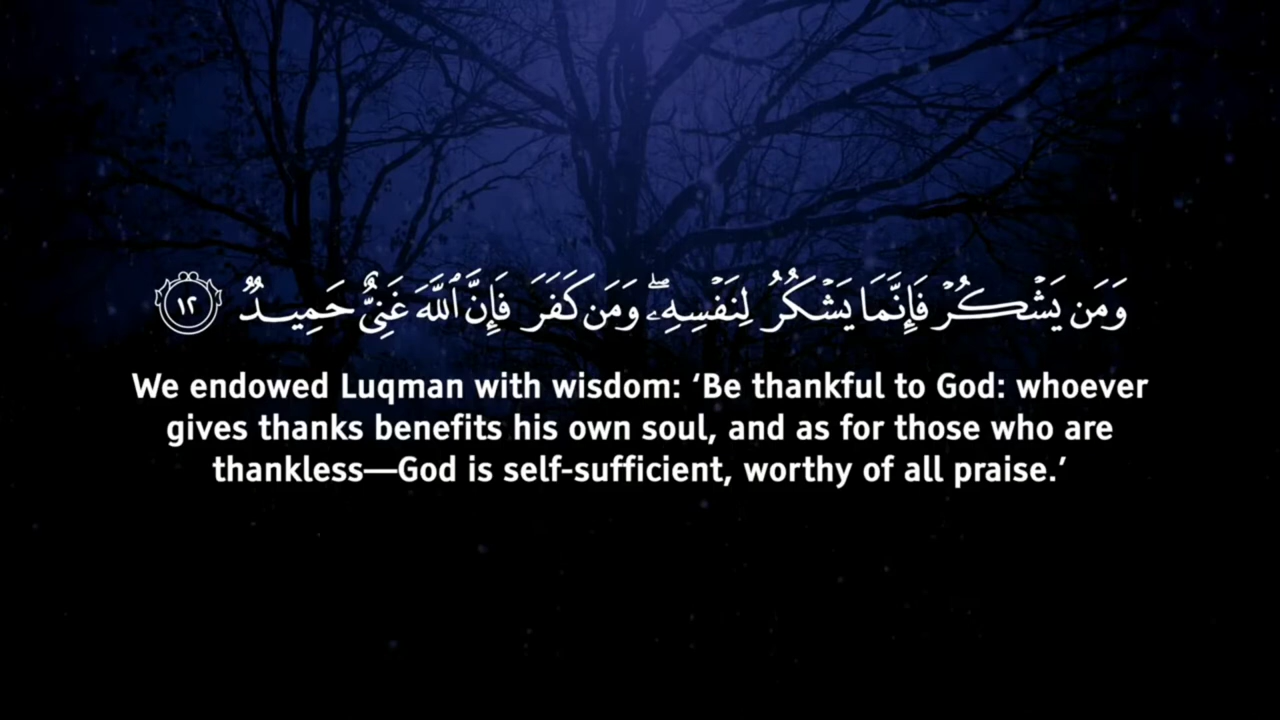 وَمَن يَشْكُرْ فَإِنَّمَا يَشْكُرُ لِنَفْسِهِۦ ۖ وَمَن كَفَرَ فَإِنَّ ٱللَّهَ غَنِىٌّ حَمِيدٌ ١٢
We endowed Luqman with wisdom: ‘Be thankful to God: whoever
gives thanks benefits his own soul, and as for those who are
thankless—God is self-sufficient, worthy of all praise.’